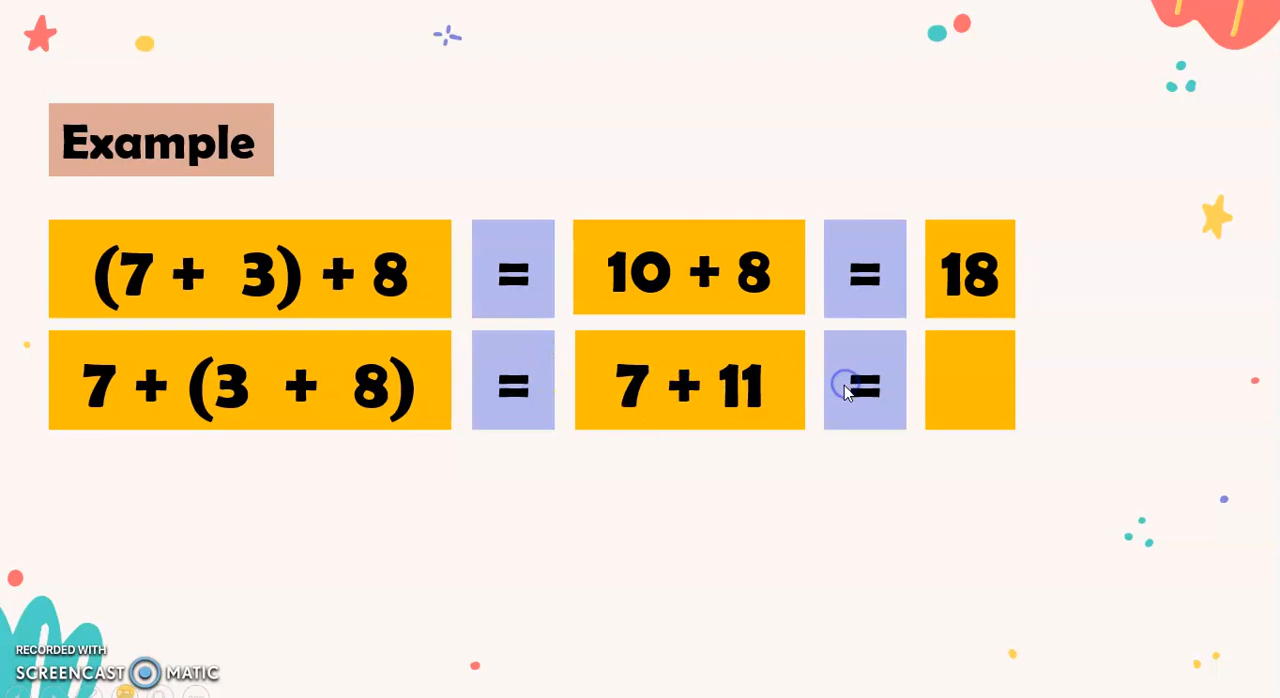 Example
(7 + 3) + 8 = 10 + 8 = 18
7 + (3 + 8) = 7 + 11 =
RECORDED WITH
SCREENCAST MATIC